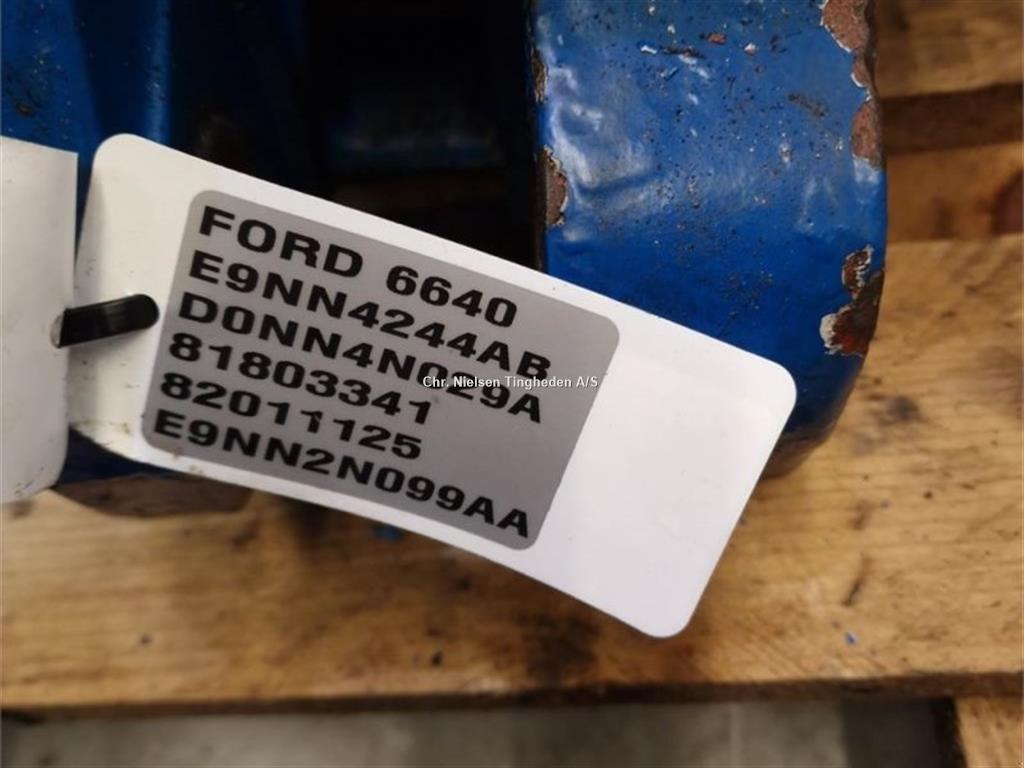 FORD 6640
E9NN4244AB
D0NN4N029A
81803341
82011125
E9NN2N099AA
Chr. Nielsen Tingheden A/S